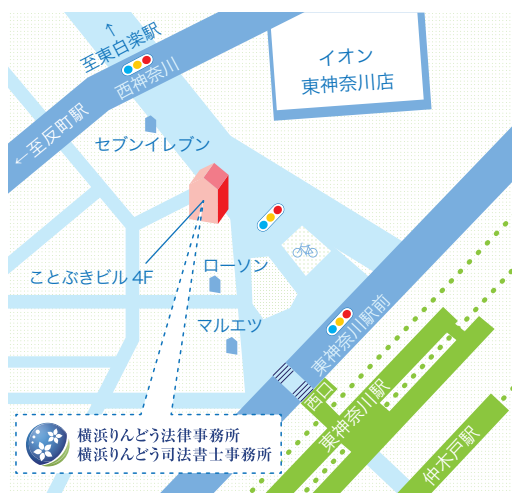 ↑
至東白楽駅
西神奈川
←至反町駅
イオン
東神奈川店
セブンイレブン
ことぶきビル 4F
ローソン
マルエツ
東神奈川駅前
西口
東神奈川駅
仲木戸駅
横浜りんどう法律事務所
横浜りんどう司法書士事務所